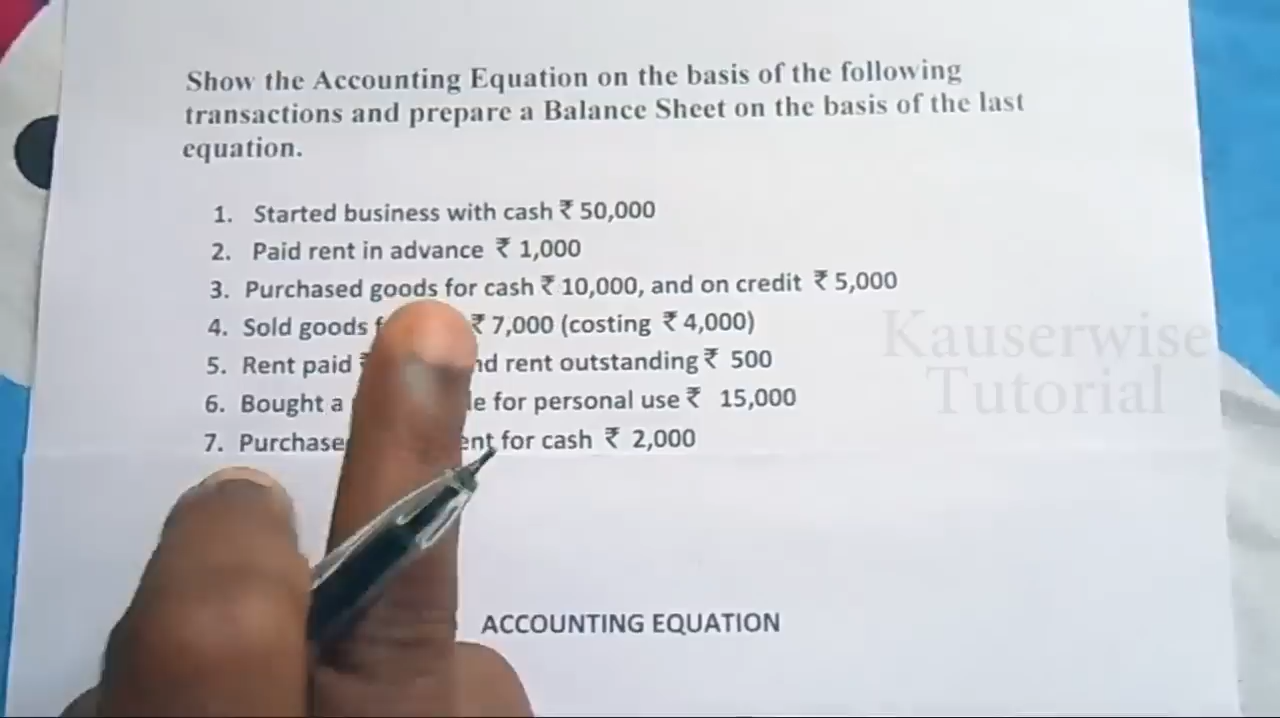 Show the Accounting Equation on the basis of the following
transactions and prepare a Balance Sheet on the basis of the last
equation.
1. Started business with cash ₹ 50,000
2. Paid rent in advance ₹ 1,000
3. Purchased goods for cash ₹ 10,000, and on credit ₹ 5,000
4. Sold goods ₹ 7,000 (costing ₹ 4,000)
5. Rent paid rent outstanding ₹ 500
6. Bought a for personal use ₹ 15,000
7. for cash ₹ 2,000
Kauserwise
Tutorial
ACCOUNTING EQUATION